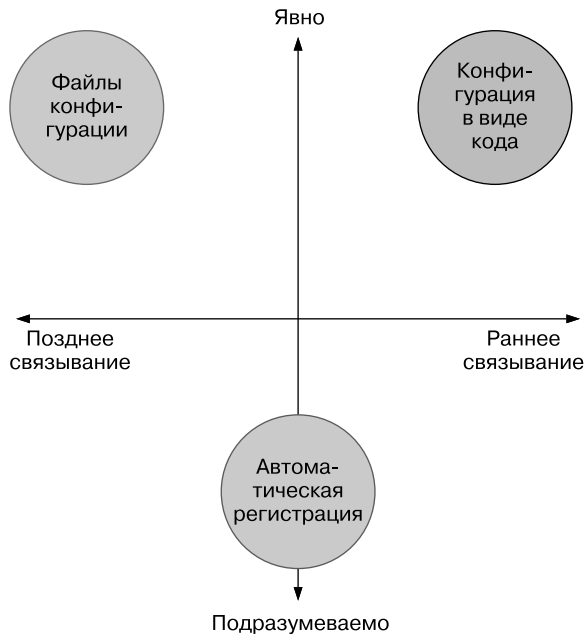 Явно
Файлы
конфи-
гурации
Конфи-
гурация
в виде
кода
Позднее
связывание
Раннее
связывание
Автома-
тическая
регистрация
Подразумеваемо